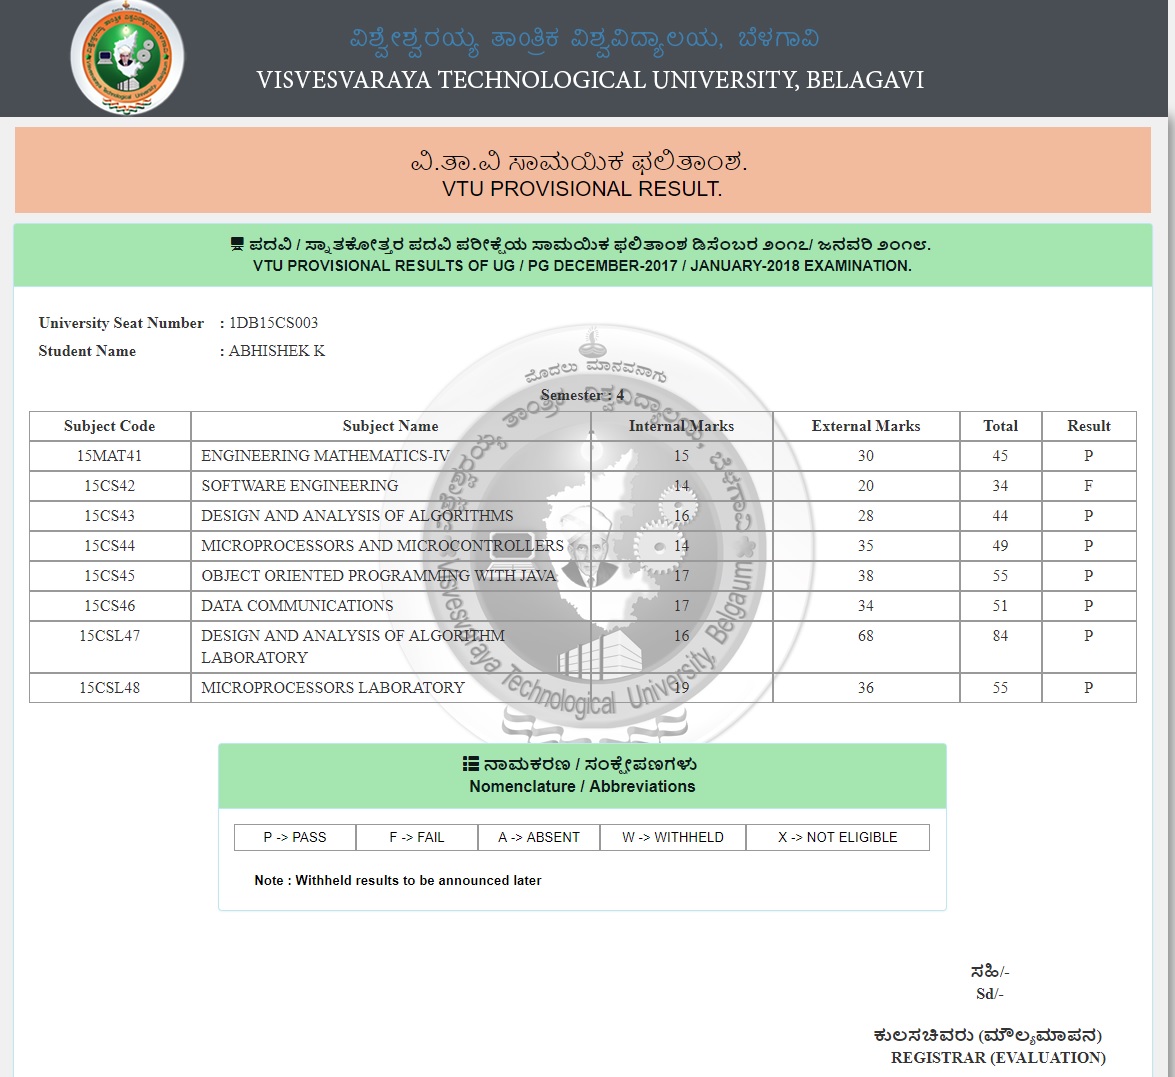 ವಿಶ್ವೇಶ್ವರಯ್ಯ ತಾಂತ್ರಿಕ ವಿಶ್ವವಿದ್ಯಾಲಯ, ಬೆಳಗಾವಿ
VISVESVARAYA TECHNOLOGICAL UNIVERSITY, BELAGAVI
ವಿ.ತಾ.ವಿ ಸಾಮಯಿಕ ಫಲಿತಾಂಶ.
VTU PROVISIONAL RESULT.
ಪದವಿ / ಸ್ನಾತಕೋತ್ತರ ಪದವಿ ಪರೀಕ್ಷೆಯ ಸಾಮಯಿಕ ಫಲಿತಾಂಶ ಡಿಸೆಂಬರ ೨೦೧೭/ ಜನವರಿ ೨೦೧೮.
VTU PROVISIONAL RESULTS OF UG / PG DECEMBER-2017 / JANUARY-2018 EXAMINATION.
University Seat Number : 1DB15CS003
Student Name : ABHISHEK K
ಮೊದಲು ಮಾನವನಾಗು
Semester : 4
Subject Code Subject Name Internal Marks External Marks Total Result
15MAT41 ENGINEERING MATHEMATICS-IV 15 30 45 P
15CS42 SOFTWARE ENGINEERING 14 20 34 F
15CS43 DESIGN AND ANALYSIS OF ALGORITHMS 16 28 44 P
15CS44 MICROPROCESSORS AND MICROCONTROLLERS 14 35 49 P
15CS45 OBJECT ORIENTED PROGRAMMING WITH JAVA 17 38 55 P
15CS46 DATA COMMUNICATIONS 17 34 51 P
15CSL47 DESIGN AND ANALYSIS OF ALGORITHM 16 68 84 P
LABORATORY
15CSL48 MICROPROCESSORS LABORATORY 19 36 55 P
Visvesvaraya Technological University, Belgaum
ನಾಮಕರಣ / ಸಂಕ್ಷೇಪಣಗಳು
Nomenclature / Abbreviations
P -> PASS F -> FAIL A -> ABSENT W -> WITHHELD X -> NOT ELIGIBLE
Note : Withheld results to be announced later
ಸಹಿ/-
Sd/-
ಕುಲಸಚಿವರು (ಮೌಲ್ಯಮಾಪನ)
REGISTRAR (EVALUATION)